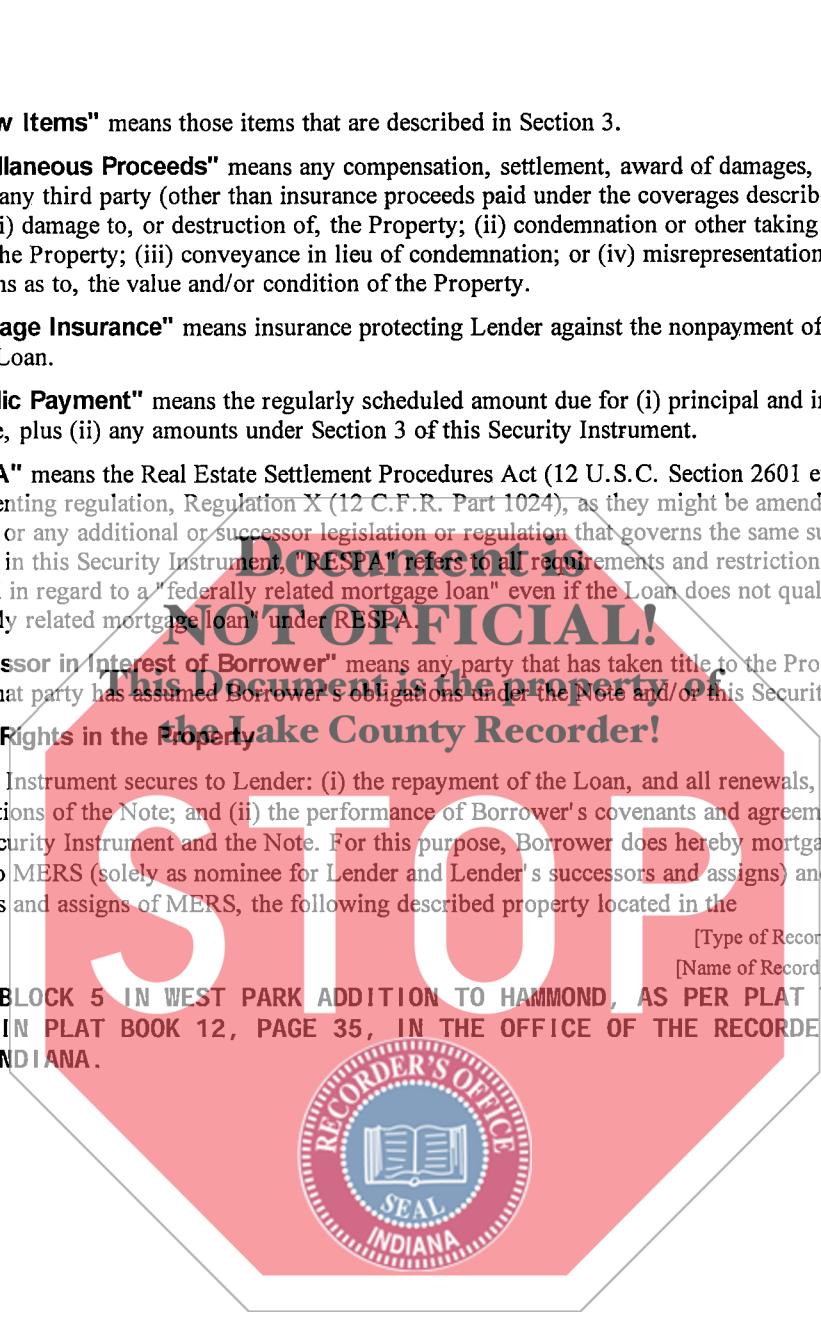 w Items" means those items that are described in Section 3.
llaneous Proceeds" means any compensation, settlement, award of damages,
any third party (other than insurance proceeds paid under the coverages describ
i) damage to, or destruction of, the Property; (ii) condemnation or other taking
he Property; (iii) conveyance in lieu of condemnation; or (iv) misrepresentation
ns as to, the value and/or condition of the Property.
age Insurance" means insurance protecting Lender against the nonpayment of
Loan.
lic Payment" means the regularly scheduled amount due for (i) principal and in
e, plus (ii) any amounts under Section 3 of this Security Instrument.
A" means the Real Estate Settlement Procedures Act (12 U.S.C. Section 2601 e
enting regulation, Regulation X (12 C.F.R. Part 1024), as they might be amend
or any additional or successor legislation or regulation that governs the same su
in this Security Instrument, "RESPA" refers to all requirements and restriction
Document is
in regard to a "federally related mortgage loan" even if the Loan does not qual
ly related mortgage loan" under RESPA.
NOT OFFICIAL!
ssor in Interest of Borrower" means any party that has taken title to the Pro
hat party has assumed Borrower's obligations under the Note and/or this Securit
This Document is the property of
the Lake County Recorder!
Rights in the Property
Instrument secures to Lender: (i) the repayment of the Loan, and all renewals,
tions of the Note; and (ii) the performance of Borrower's covenants and agreem
curity Instrument and the Note. For this purpose, Borrower does hereby mortga
o MERS (solely as nominee for Lender and Lender's successors and assigns) an
s and assigns of MERS, the following described property located in the
STOP
[Type of Recor
[Name of Record
BLOCK 5 IN WEST PARK ADDITION TO HAMMOND, AS PER PLAT
IN PLAT BOOK 12, PAGE 35, IN THE OFFICE OF THE RECORDE
NDIANA.
RECORDER'S OFFICE
SEAL
INDIANA